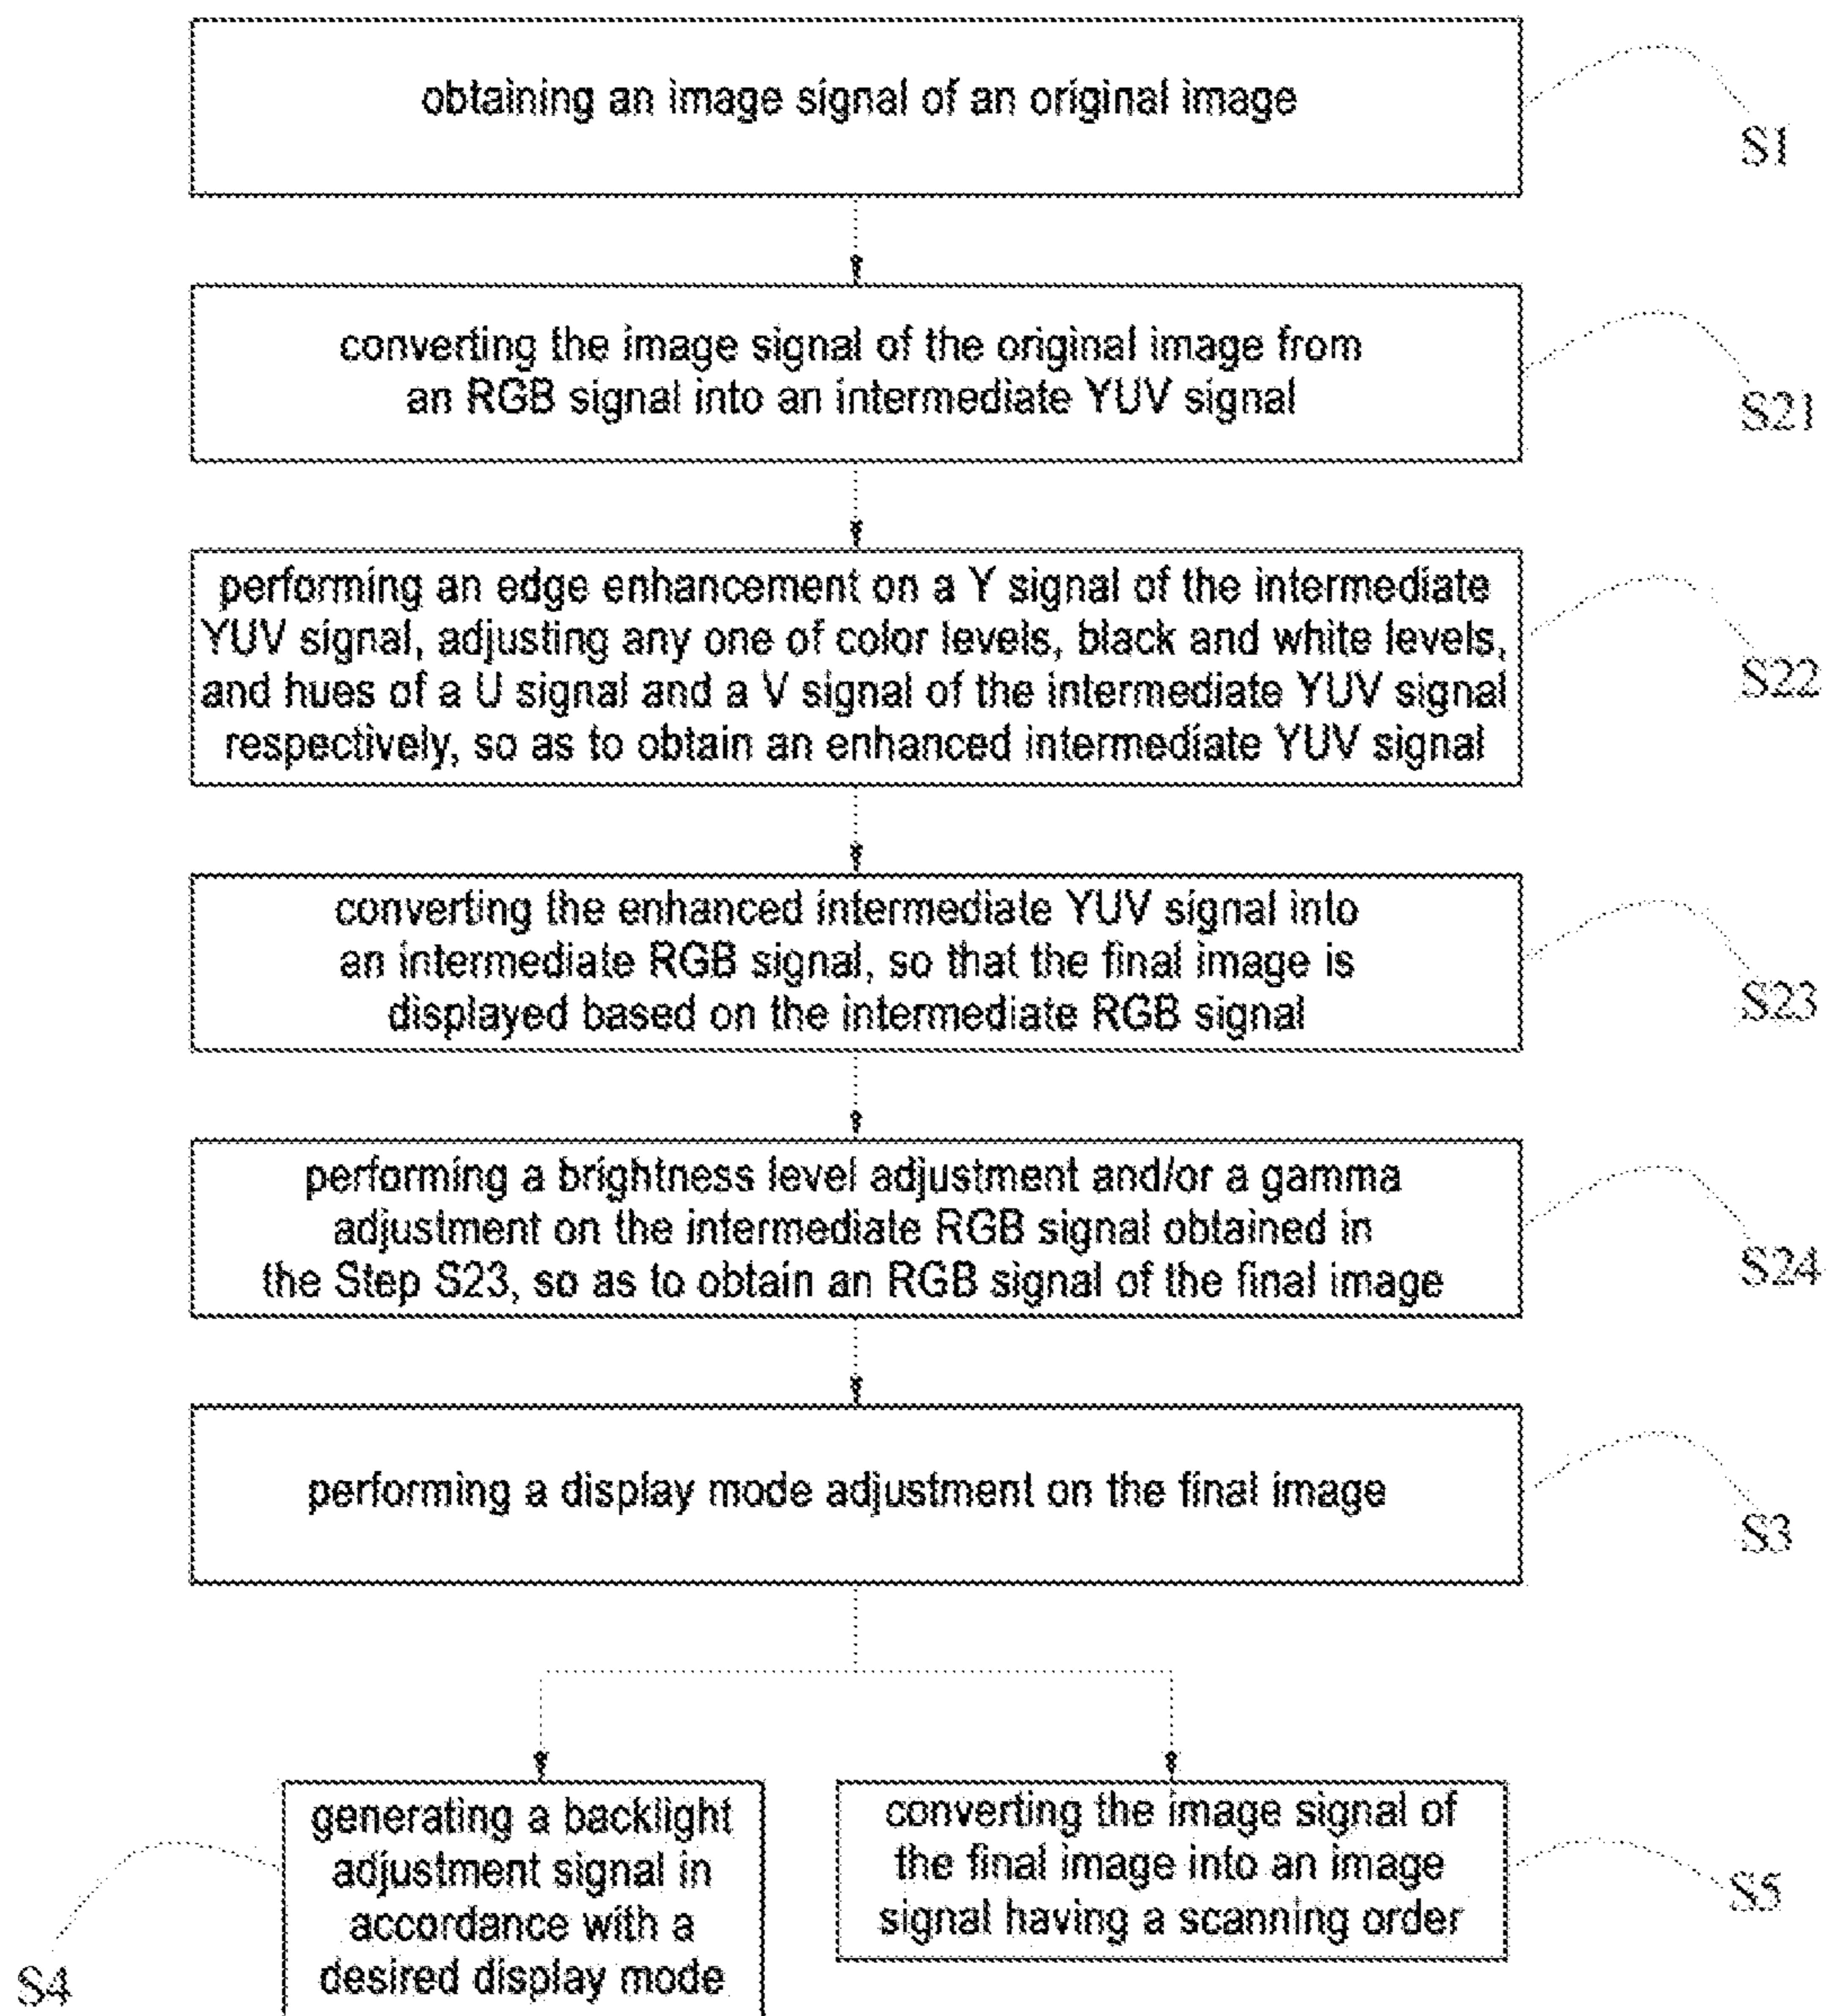 obtaining an image signal of an original image
S1
converting the image signal of the original image from
an RGB signal into an intermediate YUV signal
S21
performing an edge enhancement on a Y signal of the intermediate
YUV signal, adjusting any one of color levels, black and white levels,
and hues of a U signal and a V signal of the intermediate YUV signal
respectively, so as to obtain an enhanced intermediate YUV signal
S22
converting the enhanced intermediate YUV signal into
an intermediate RGB signal, so that the final image is
displayed based on the intermediate RGB signal
S23
performing a brightness level adjustment and/or a gamma
adjustment on the intermediate RGB signal obtained in
the Step S23, so as to obtain an RGB signal of the final image
S24
performing a display mode adjustment on the final image
S3
generating a backlight
adjustment signal in
accordance with a
desired display mode
S4
converting the image signal of
the final image into an image
signal having a scanning order
S5